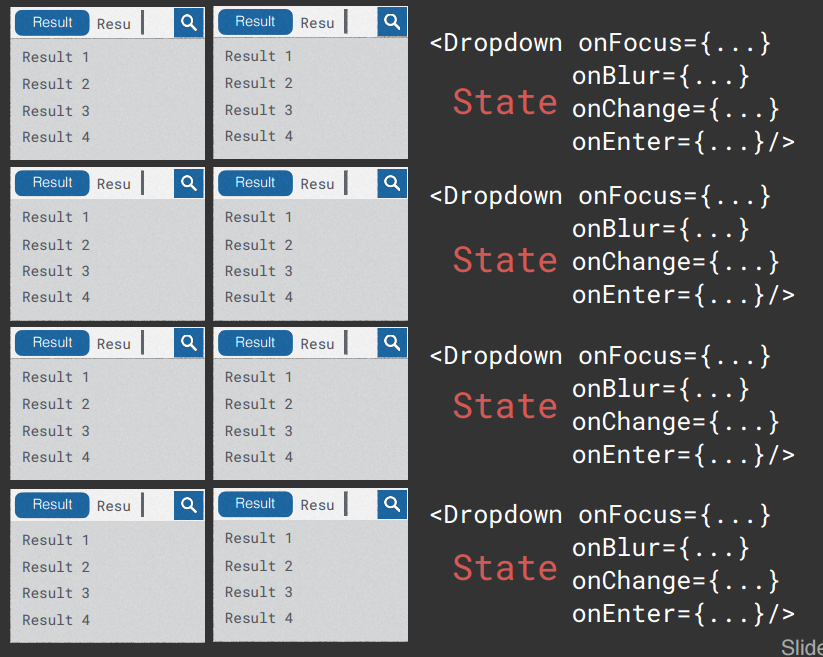 Result Resu
Result 1
Result 2
Result 3
Result 4
Result Resu
Result 1
Result 2
Result 3
Result 4
<Dropdown onFocus={...}
onBlur={...}
State
onChange={...}
onEnter={...}/>
Result Resu
Result 1
Result 2
Result 3
Result 4
Result Resu
Result 1
Result 2
Result 3
Result 4
<Dropdown onFocus={...}
onBlur={...}
State
onChange={...}
onEnter={...}/>
Result Resu
Result 1
Result 2
Result 3
Result 4
Result Resu
Result 1
Result 2
Result 3
Result 4
<Dropdown onFocus={...}
onBlur={...}
State
onChange={...}
onEnter={...}/>
Result Resu
Result 1
Result 2
Result 3
Result 4
Result Resu
Result 1
Result 2
Result 3
Result 4
<Dropdown onFocus={...}
onBlur={...}
State
onChange={...}
onEnter={...}/>
Slide